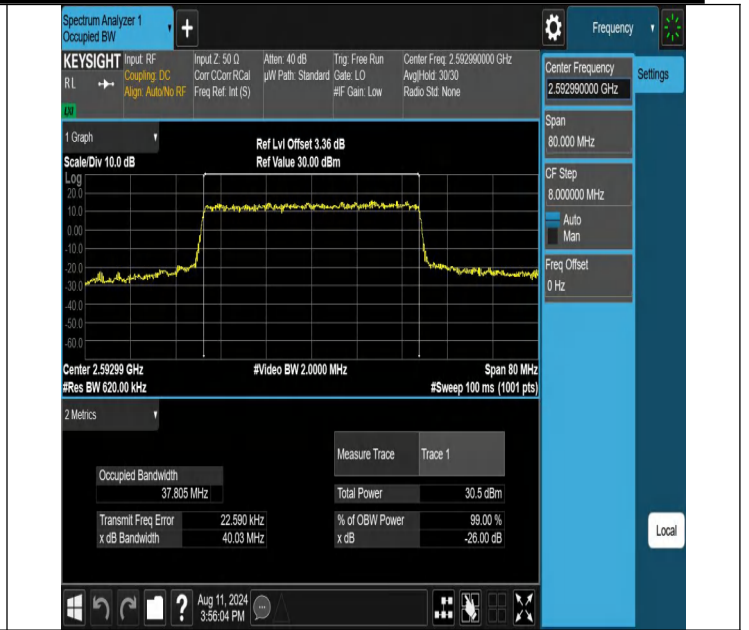 Spectrum Analyzer 1
Occupied BW
+
Frequency
KEYSIGHT
RL
Input: RF
Coupling: DC
Align: Auto/No RF
Input Z: 50 Ω
Corr CCorr RCal
Freq Ref: Int (S)
Atten: 40 dB
µW Path: Standard
Trig: Free Run
Gate: LO
#IF Gain: Low
Center Freq: 2.592990000 GHz
Avg|Hold: 30/30
Radio Std: None
Center Frequency
2.592990000 GHz
Settings
Span
80.000 MHz
CF Step
8.000000 MHz
Auto
Man
Freq Offset
0 Hz
1 Graph
Scale/Div 10.0 dB
Ref Lvl Offset 3.36 dB
Ref Value 30.00 dBm
Log
20.0
10.0
0.00
-10.0
-20.0
-30.0
-40.0
-50.0
-60.0
Center 2.59299 GHz
#Video BW 2.0000 MHz
Span 80 MHz
#Res BW 620.00 kHz
#Sweep 100 ms (1001 pts)
2 Metrics
Measure Trace
Trace 1
Occupied Bandwidth
37.805 MHz
Total Power
30.5 dBm
Transmit Freq Error
22.590 kHz
% of OBW Power
99.00 %
x dB Bandwidth
40.03 MHz
x dB
-26.00 dB
Local
?
Aug 11, 2024
3:56:04 PM